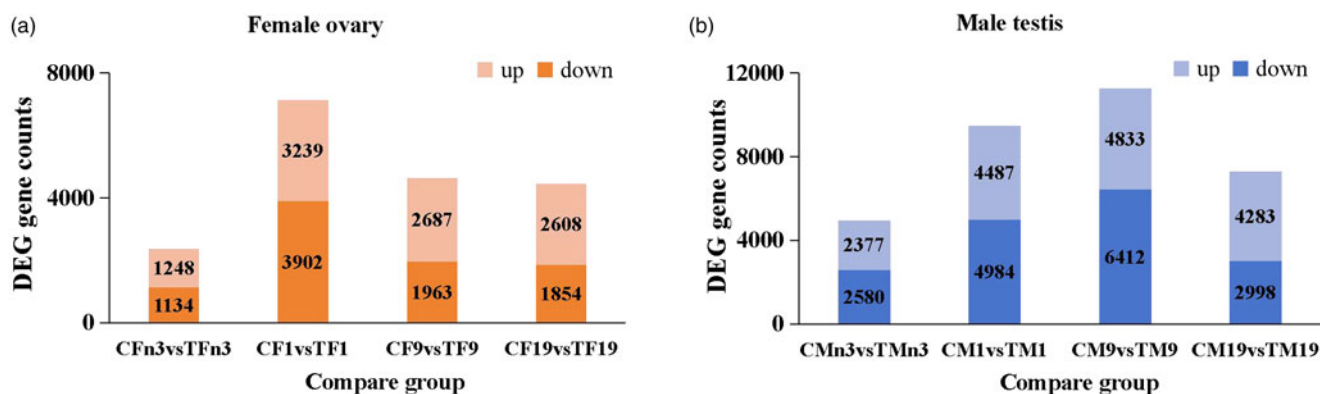 (a)
Female ovary
up
down
8000
4000
0
DEG gene counts
1248
1134
3239
3902
2687
1963
2608
1854
CFn3vsTFn3
CF1vsTF1
CF9vsTF9
CF19vsTF19
Compare group
(b)
Male testis
up
down
12000
8000
4000
0
DEG gene counts
2377
2580
4487
4984
4833
6412
4283
2998
CMn3vsTMn3
CM1vsTM1
CM9vsTM9
CM19vsTM19
Compare group